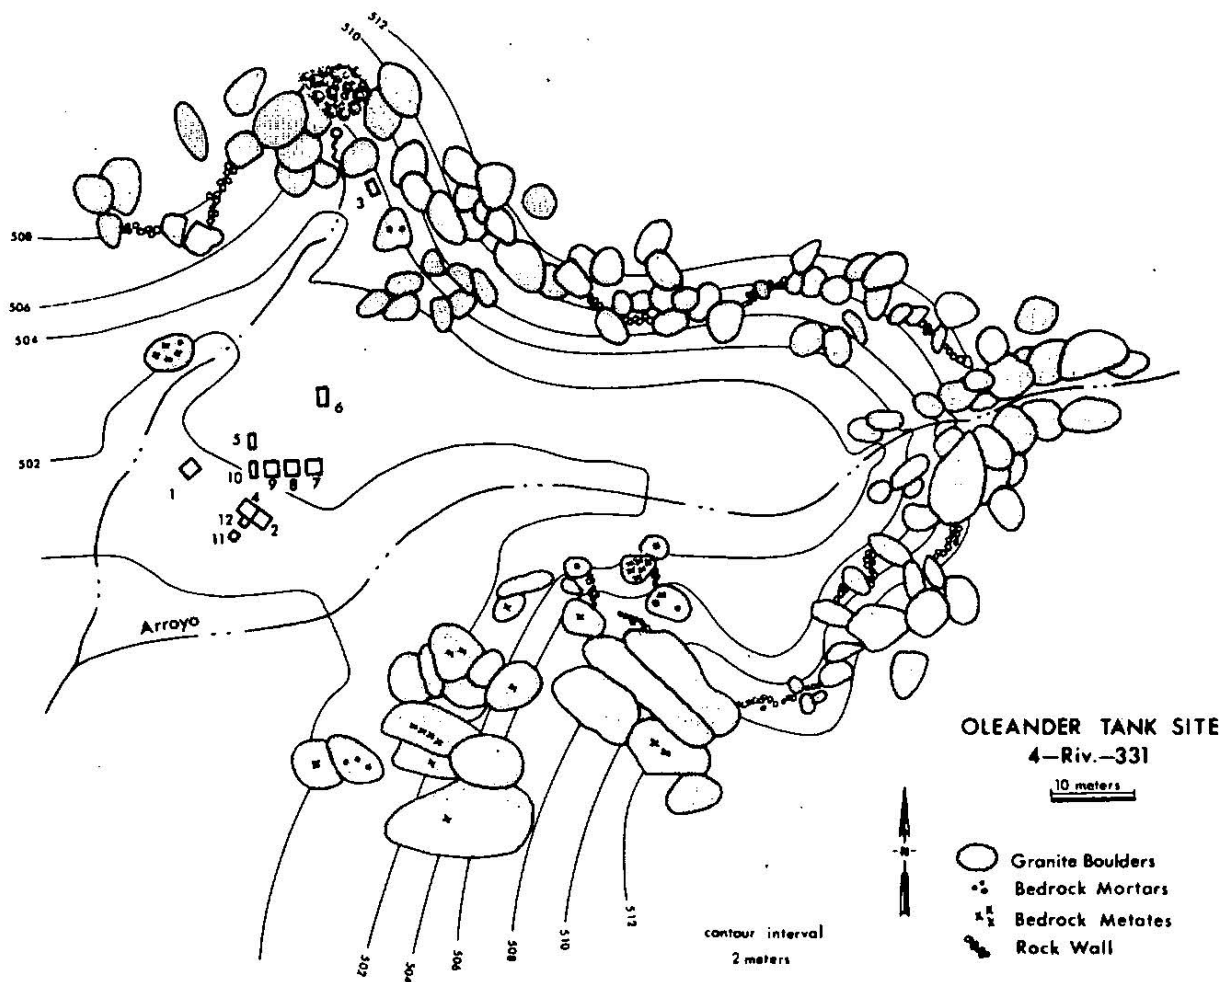 512
510
3
508
506
504
6
5
502
10
9
8
7
1
4
12
2
11
Arroyo
OLEANDER TANK SITE
4—Riv.—331
10 meters
Granite Boulders
Bedrock Mortars
Bedrock Metates
Rock Wall
contour interval
2 meters
502
504
506
508
510
512